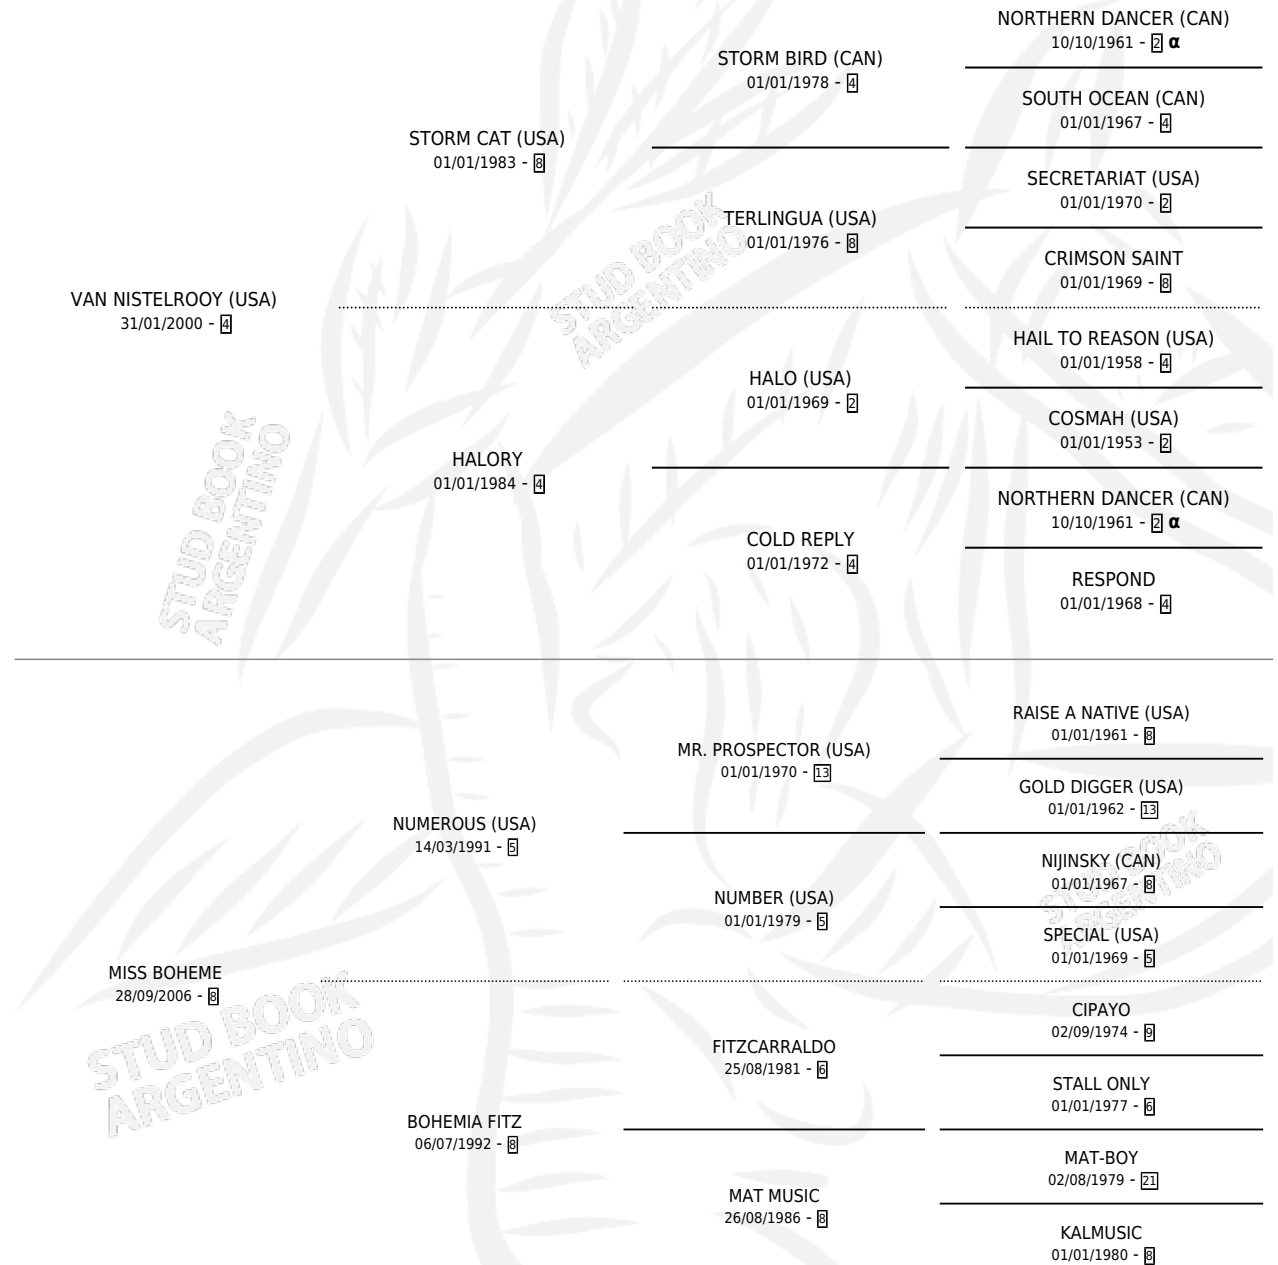 NORTHERN DANCER (CAN)
10/10/1961 - 2 α
STORM BIRD (CAN)
01/01/1978 - 4
SOUTH OCEAN (CAN)
01/01/1967 - 4
STORM CAT (USA)
01/01/1983 - 8
SECRETARIAT (USA)
01/01/1970 - 2
TERLINGUA (USA)
01/01/1976 - 8
CRIMSON SAINT
01/01/1969 - 8
VAN NISTELROOY (USA)
31/01/2000 - 4
HAIL TO REASON (USA)
01/01/1958 - 4
HALO (USA)
01/01/1969 - 2
COSMAH (USA)
01/01/1953 - 2
HALORY
01/01/1984 - 4
NORTHERN DANCER (CAN)
10/10/1961 - 2 α
COLD REPLY
01/01/1972 - 4
RESPOND
01/01/1968 - 4
RAISE A NATIVE (USA)
01/01/1961 - 8
MR. PROSPECTOR (USA)
01/01/1970 - 13
GOLD DIGGER (USA)
01/01/1962 - 13
NUMEROUS (USA)
14/03/1991 - 5
NIJINSKY (CAN)
01/01/1967 - 8
NUMBER (USA)
01/01/1979 - 5
SPECIAL (USA)
01/01/1969 - 5
MISS BOHEME
28/09/2006 - 8
CIPAYO
02/09/1974 - 9
FITZCARRALDO
25/08/1981 - 6
STALL ONLY
01/01/1977 - 6
BOHEMIA FITZ
06/07/1992 - 8
MAT-BOY
02/08/1979 - 21
MAT MUSIC
26/08/1986 - 8
KALMUSIC
01/01/1980 - 8
STUD BOOK
ARGENTINO
STUD BOOK
ARGENTINO
STUD BOOK
ARGENTINO
STUD BOOK
ARGENTINO